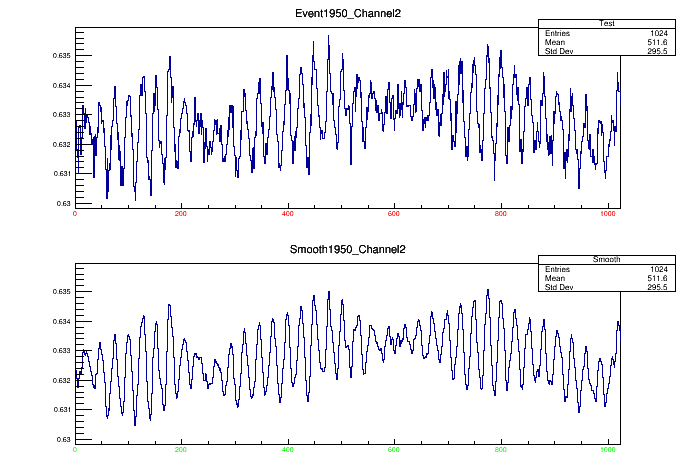 Event1950_Channel2
Test
Entries 1024
Mean 511.6
Std Dev 295.5
0.635
0.634
0.633
0.632
0.631
0.63
0 200 400 600 800 1000
Smooth1950_Channel2
Smooth
Entries 1024
Mean 511.6
Std Dev 295.5
0.635
0.634
0.633
0.632
0.631
0.63
0 200 400 600 800 1000